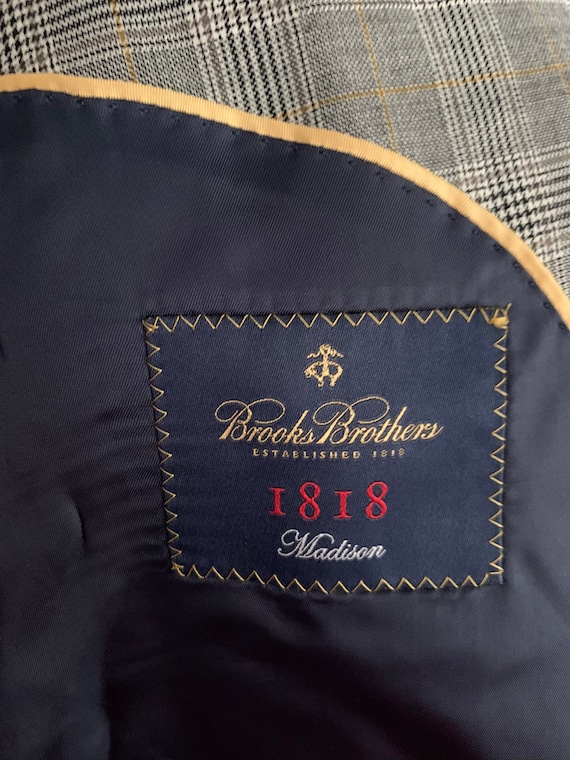 Brooks Brothers
ESTABLISHED 1818
1818
Madison